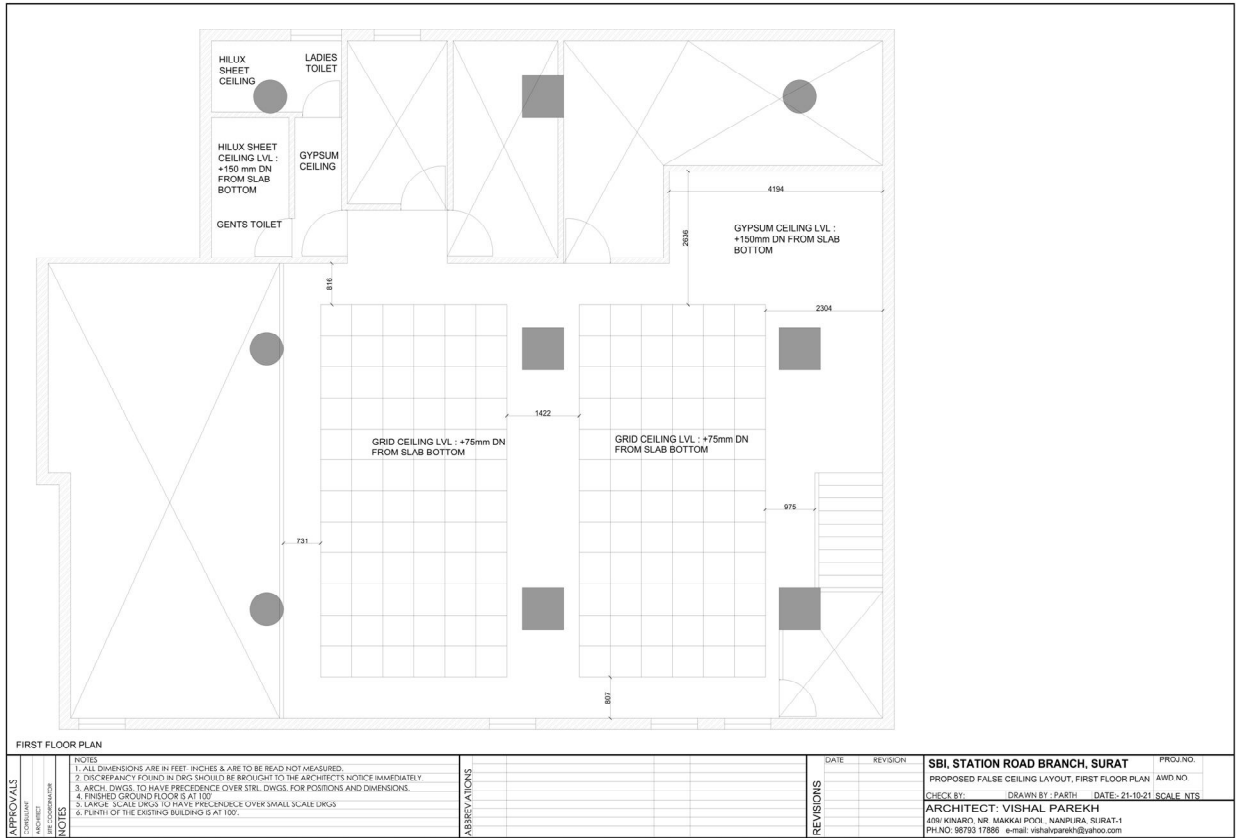 HILUX
SHEET
CEILING
LADIES
TOILET
HILUX SHEET
CEILING LVL :
+150 mm DN
FROM SLAB
BOTTOM
GYPSUM
CEILING
GENTS TOILET
4194
2636
GYPSUM CEILING LVL :
+150mm DN FROM SLAB
BOTTOM
816
2304
1422
GRID CEILING LVL : +75mm DN
FROM SLAB BOTTOM
GRID CEILING LVL : +75mm DN
FROM SLAB BOTTOM
975
731
807
FIRST FLOOR PLAN
APPROVALS
CONSULTANT
ARCHITECT
SITE COORDINATOR
NOTES
NOTES
1. ALL DIMENSIONS ARE IN FEET- INCHES & ARE TO BE READ NOT MEASURED.
2. DISCREPANCY FOUND IN DRG SHOULD BE BROUGHT TO THE ARCHITECT'S NOTICE IMMEDIATELY.
3. ARCH. DWGS. TO HAVE PRECEDENCE OVER STRL. DWGS. FOR POSITIONS AND DIMENSIONS.
4. FINISHED GROUND FLOOR IS AT 100'
5. LARGE SCALE DRGS TO HAVE PRECENDECE OVER SMALL SCALE DRGS
6. PLINTH OF THE EXISTING BUILDING IS AT 100'.
ABBREVATIONS
REVISIONS
DATE REVISION
SBI, STATION ROAD BRANCH, SURAT
PROJ.NO.
PROPOSED FALSE CEILING LAYOUT, FIRST FLOOR PLAN
AWD NO.
CHECK BY: DRAWN BY : PARTH DATE:- 21-10-21 SCALE NTS
ARCHITECT: VISHAL PAREKH
409/ KINARO, NR. MAKKAI POOL, NANPURA, SURAT-1
PH.NO: 98793 17886 e-mail: vishalvparekh@yahoo.com